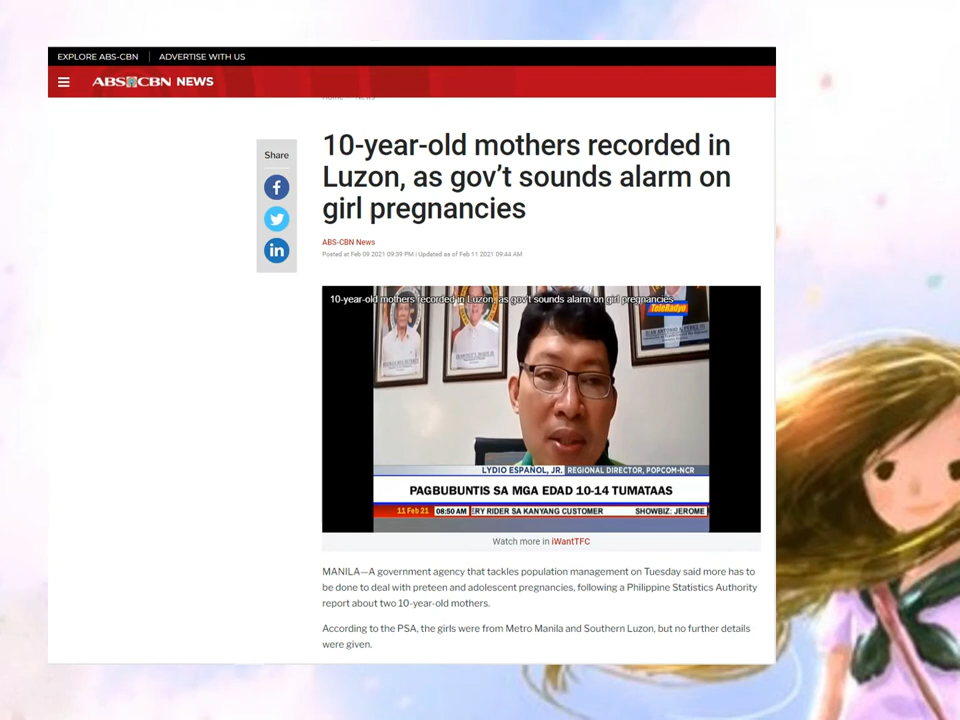 EXPLORE ABS-CBN | ADVERTISE WITH US
ABS-CBN NEWS
Home News
Share
10-year-old mothers recorded in
Luzon, as gov't sounds alarm on
girl pregnancies
ABS-CBN News
Posted at Feb 09 2021 09:39 PM | Updated as of Feb 11 2021 09:44 AM
10-year-old mothers recorded in Luzon, as gov't sounds alarm on girl pregnancies
TeleRadyo
LYDIO ESPAÑOL, JR. REGIONAL DIRECTOR, POPCOM-NCR
PAGBUBUNTIS SA MGA EDAD 10-14 TUMATAAS
11 Feb 21 08:50 AM ERY RIDER SA KANYANG CUSTOMER SHOWBIZ: JEROME
Watch more in iWantTFC
MANILA—A government agency that tackles population management on Tuesday said more has to
be done to deal with preteen and adolescent pregnancies, following a Philippine Statistics Authority
report about two 10-year-old mothers.
According to the PSA, the girls were from Metro Manila and Southern Luzon, but no further details
were given.